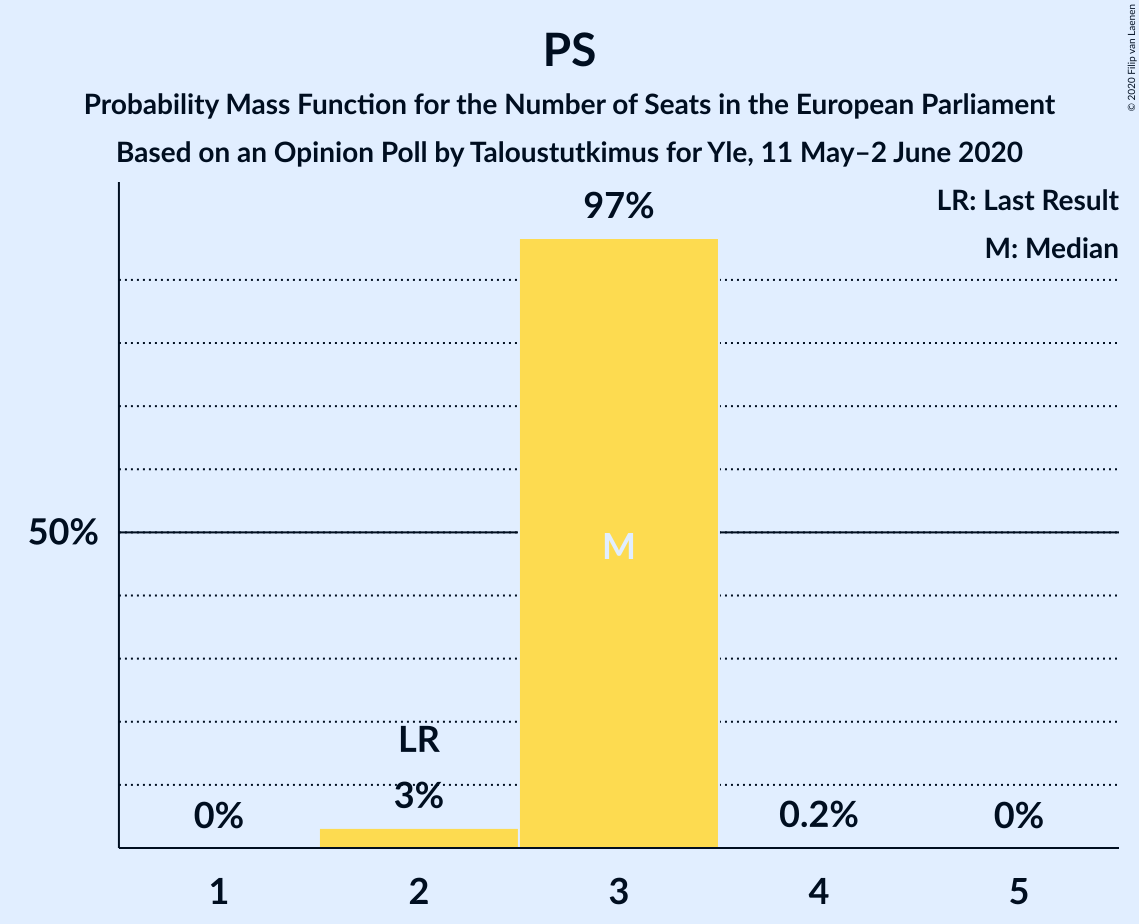 PS
Probability Mass Function for the Number of Seats in the European Parliament
Based on an Opinion Poll by Taloustutkimus for Yle, 11 May–2 June 2020
© 2020 Filip van Laenen
LR: Last Result
M: Median
97%
50%
M
LR
0%
3%
0.2%
0%
1
2
3
4
5